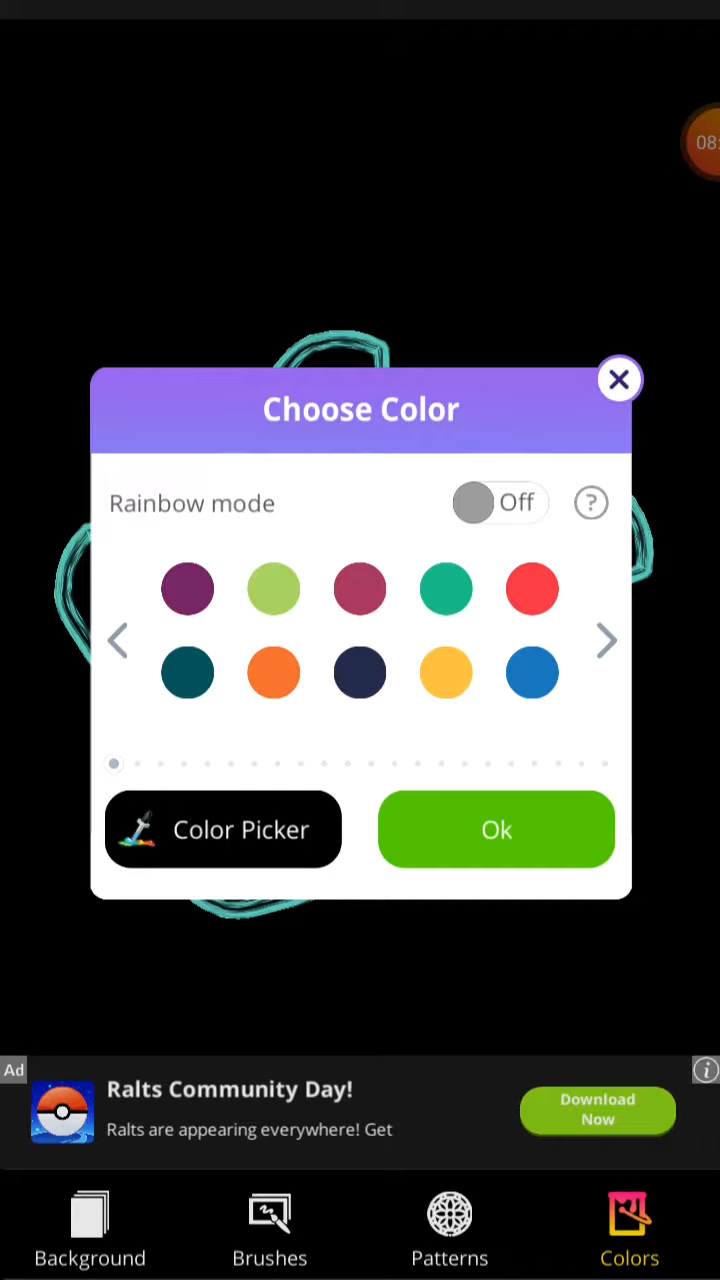 08:
Choose Color
Rainbow mode
Off
?
Color Picker
Ok
Ad
Ralts Community Day!
Ralts are appearing everywhere! Get
Download
Now
Background
Brushes
Patterns
Colors